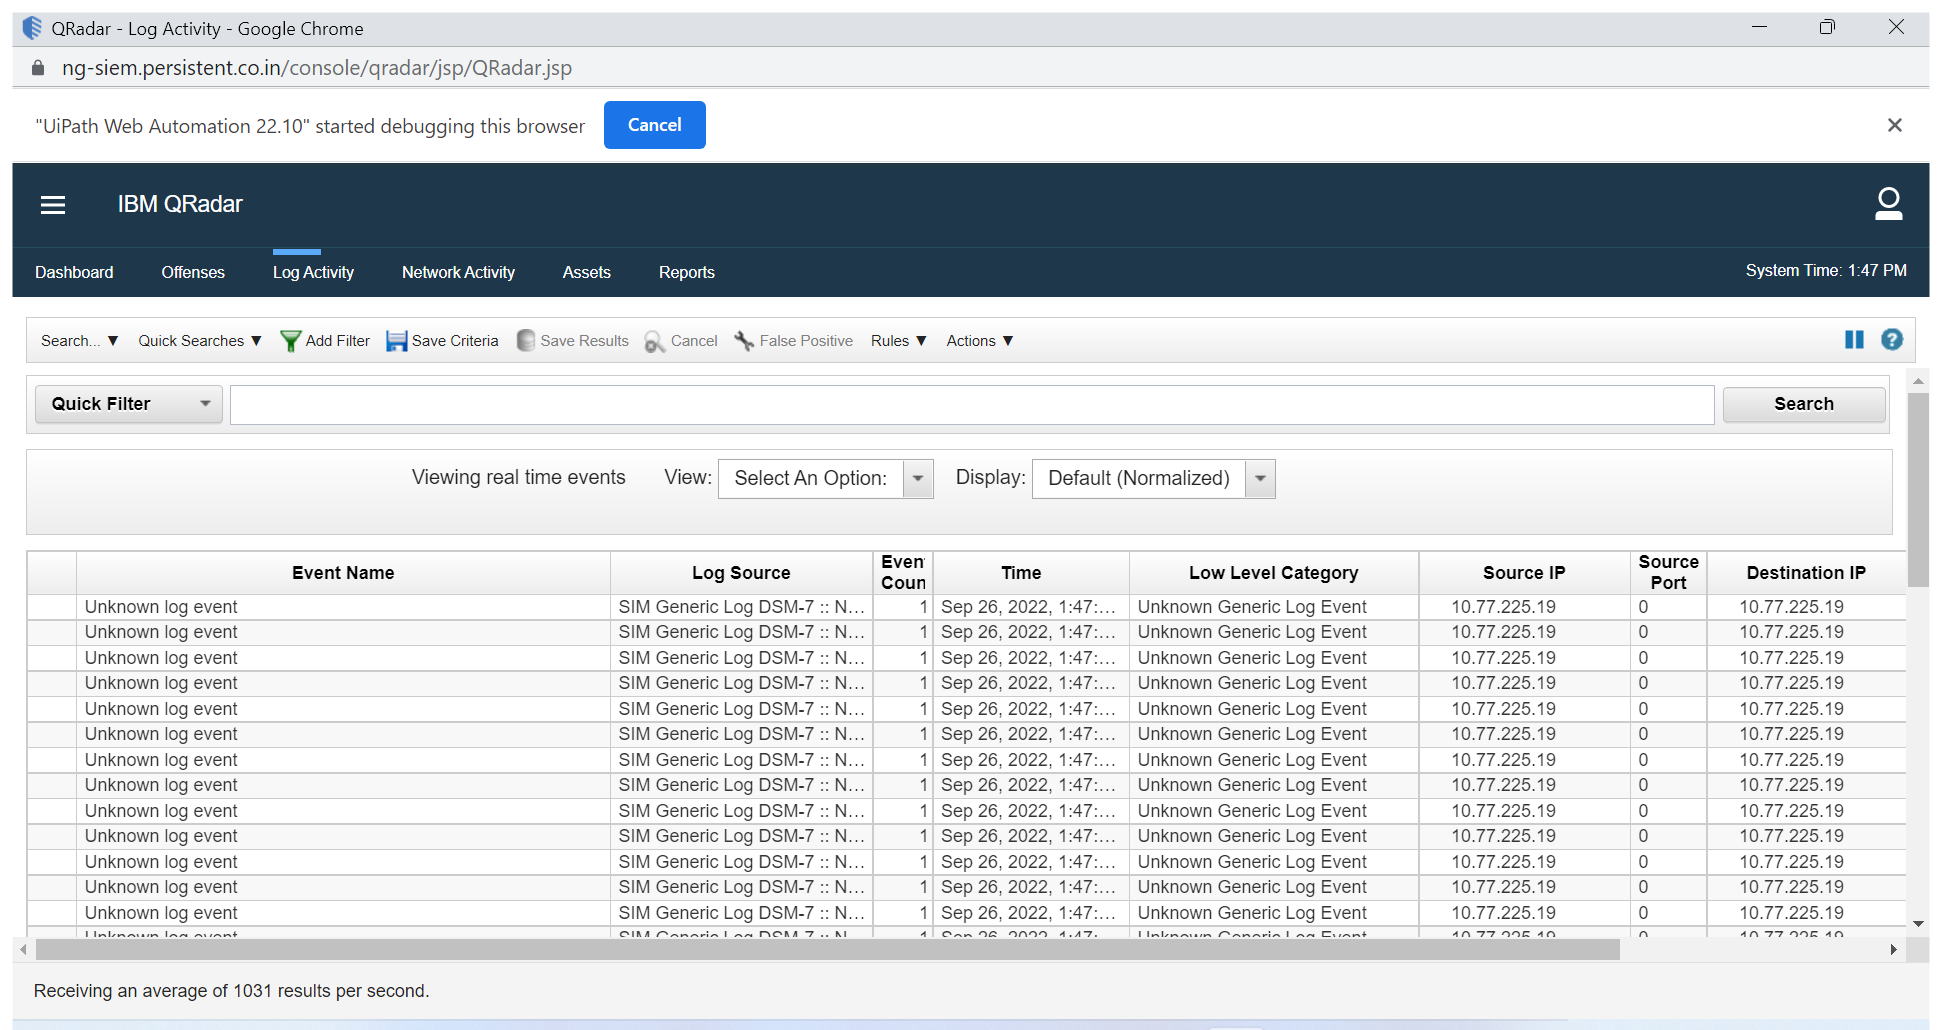 QRadar - Log Activity - Google Chrome
ng-siem.persistent.co.in/console/qradar/jsp/QRadar.jsp
"UiPath Web Automation 22.10" started debugging this browser Cancel
IBM QRadar
Dashboard Offenses Log Activity Network Activity Assets Reports System Time: 1:47 PM
Search... Quick Searches Add Filter Save Criteria Save Results Cancel False Positive Rules Actions
Quick Filter Search
Viewing real time events View: Select An Option: Display: Default (Normalized)
Event Name Log Source Even Coun Time Low Level Category Source IP Source Port Destination IP
Unknown log event SIM Generic Log DSM-7 :: N... 1 Sep 26, 2022, 1:47:... Unknown Generic Log Event 10.77.225.19 0 10.77.225.19
Unknown log event SIM Generic Log DSM-7 :: N... 1 Sep 26, 2022, 1:47:... Unknown Generic Log Event 10.77.225.19 0 10.77.225.19
Unknown log event SIM Generic Log DSM-7 :: N... 1 Sep 26, 2022, 1:47:... Unknown Generic Log Event 10.77.225.19 0 10.77.225.19
Unknown log event SIM Generic Log DSM-7 :: N... 1 Sep 26, 2022, 1:47:... Unknown Generic Log Event 10.77.225.19 0 10.77.225.19
Unknown log event SIM Generic Log DSM-7 :: N... 1 Sep 26, 2022, 1:47:... Unknown Generic Log Event 10.77.225.19 0 10.77.225.19
Unknown log event SIM Generic Log DSM-7 :: N... 1 Sep 26, 2022, 1:47:... Unknown Generic Log Event 10.77.225.19 0 10.77.225.19
Unknown log event SIM Generic Log DSM-7 :: N... 1 Sep 26, 2022, 1:47:... Unknown Generic Log Event 10.77.225.19 0 10.77.225.19
Unknown log event SIM Generic Log DSM-7 :: N... 1 Sep 26, 2022, 1:47:... Unknown Generic Log Event 10.77.225.19 0 10.77.225.19
Unknown log event SIM Generic Log DSM-7 :: N... 1 Sep 26, 2022, 1:47:... Unknown Generic Log Event 10.77.225.19 0 10.77.225.19
Unknown log event SIM Generic Log DSM-7 :: N... 1 Sep 26, 2022, 1:47:... Unknown Generic Log Event 10.77.225.19 0 10.77.225.19
Unknown log event SIM Generic Log DSM-7 :: N... 1 Sep 26, 2022, 1:47:... Unknown Generic Log Event 10.77.225.19 0 10.77.225.19
Unknown log event SIM Generic Log DSM-7 :: N... 1 Sep 26, 2022, 1:47:... Unknown Generic Log Event 10.77.225.19 0 10.77.225.19
Unknown log event SIM Generic Log DSM-7 :: N... 1 Sep 26, 2022, 1:47:... Unknown Generic Log Event 10.77.225.19 0 10.77.225.19
Receiving an average of 1031 results per second.